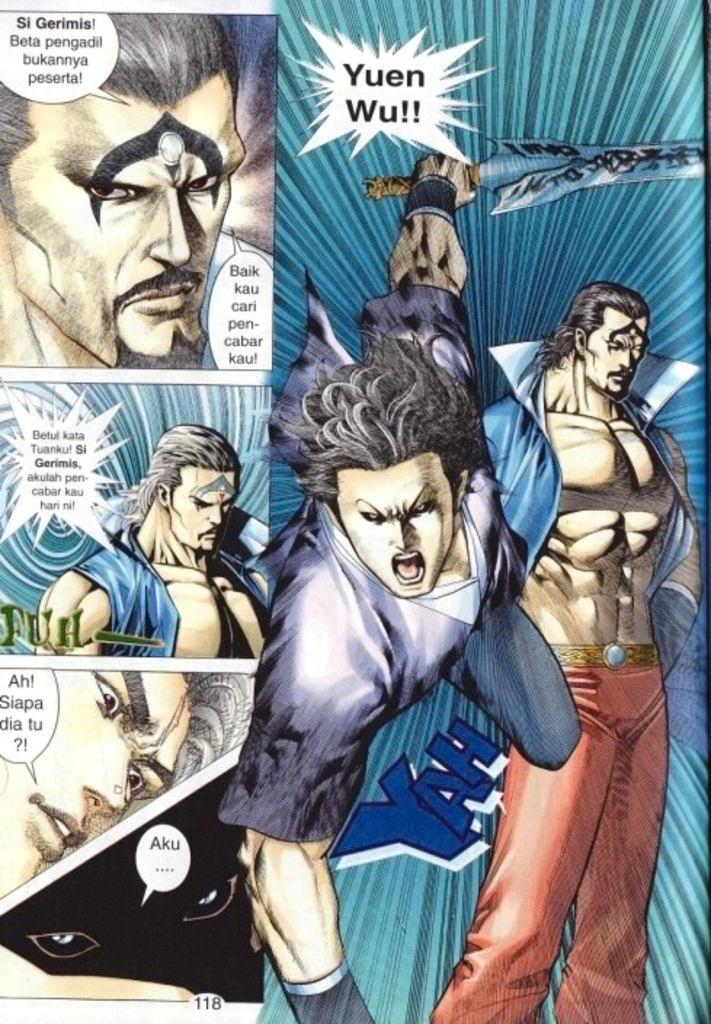 Si Gerimis!
Beta pengadil
bukannya
peserta!
Baik
kau
cari
pen-
cabar
kau!
Yuen
Wu!!
Betul kata
Tuanku! Si
Gerimis,
akulah pen-
cabar kau
hari ni!
FUH
YAH
Ah!
Siapa
dia tu
?!
Aku
....
118